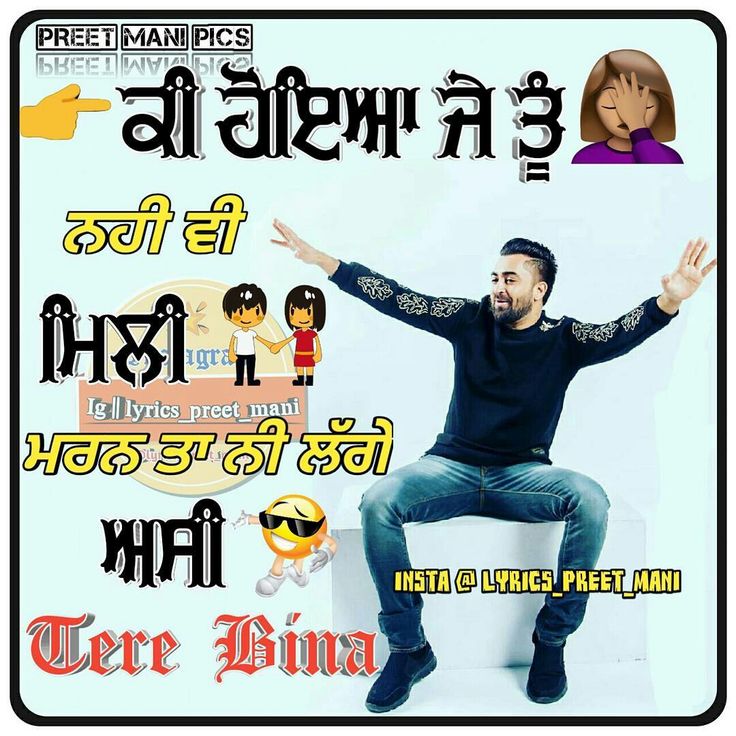 PREET MANI PICS
ਕੀ ਹੋਇਆ ਜੇ ਤੂੰ
ਨਹੀ ਵੀ
ਮਿਲੀ
Ig || lyrics_preet_mani
ਮਰਨ ਤਾ ਨੀ ਲੱਗੇ
ਅਸੀ
INSTA @ LYRICS_PREET_MANI
Tere Bina